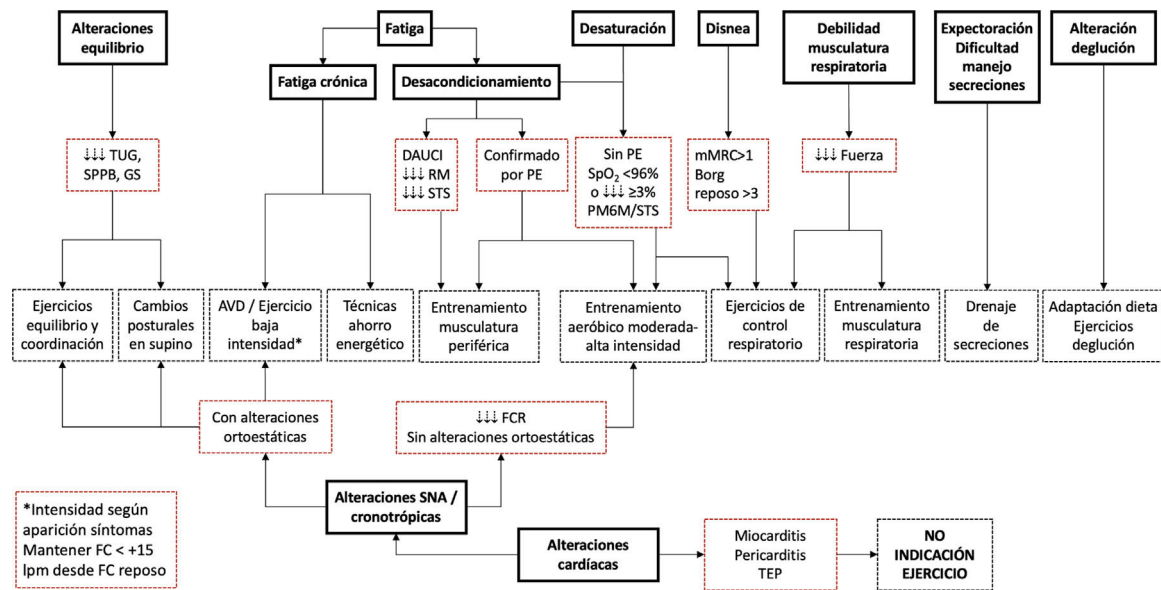 Alteraciones
equilibrio
Fatiga
Desaturación
Disnea
Debilidad
musculatura
respiratoria
Expectoración
Dificultad
manejo
secreciones
Alteración
deglución
Fatiga crónica
Desacondicionamiento
↓↓↓ TUG,
SPPB, GS
DAUCI
↓↓↓ RM
↓↓↓ STS
Confirmado
por PE
Sin PE
SpO₂ <96%
o ↓↓↓ ≥3%
PM6M/STS
mMRC>1
Borg
reposo >3
↓↓↓ Fuerza
Ejercicios
equilibrio y
coordinación
Cambios
posturales
en supino
AVD / Ejercicio
baja
intensidad*
Técnicas
ahorro
energético
Entrenamiento
musculatura
periférica
Entrenamiento
aeróbico moderada-
alta intensidad
Ejercicios de
control
respiratorio
Entrenamiento
musculatura
respiratoria
Drenaje
de
secreciones
Adaptación dieta
Ejercicios
deglución
Con alteraciones
ortoestáticas
↓↓↓ FCR
Sin alteraciones ortoestáticas
Alteraciones SNA /
cronotrópicas
*Intensidad según
aparición síntomas
Mantener FC < +15
lpm desde FC reposo
Alteraciones
cardíacas
Miocarditis
Pericarditis
TEP
NO
INDICACIÓN
EJERCICIO